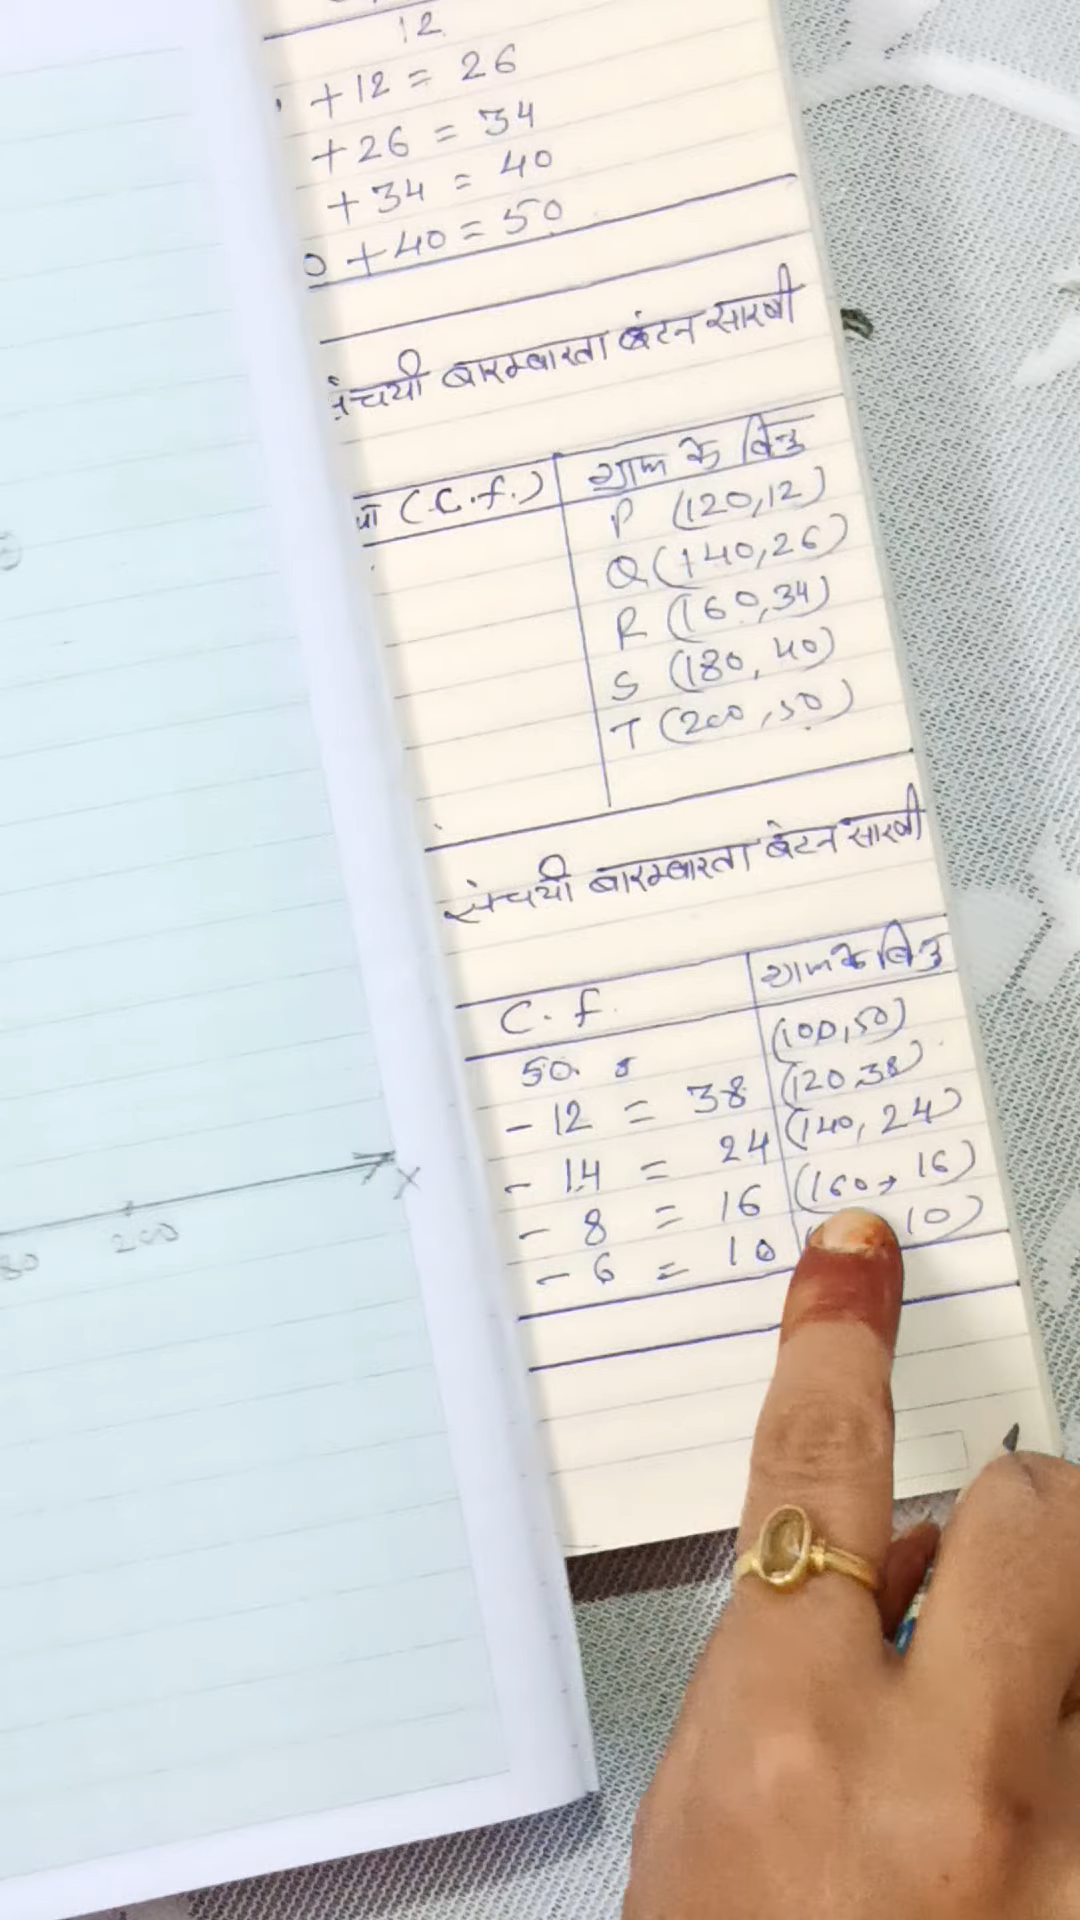 12
+12 = 26
+26 = 34
+34 = 40
0 +40 = 50
संचयी बारम्बारता बंटन सारणी
(C.f.) ग्राफ के बिन्दु
P (120,12)
Q (140,26)
R (160,34)
S (180, 40)
T (200,50)
संचयी बारम्बारता बंटन सारणी
C.f. ग्राफ के बिन्दु
50 (100,50)
- 12 = 38 (120,38)
- 14 = 24 (140, 24)
- 8 = 16 (160, 16)
- 6 = 10 10)
X
80 200